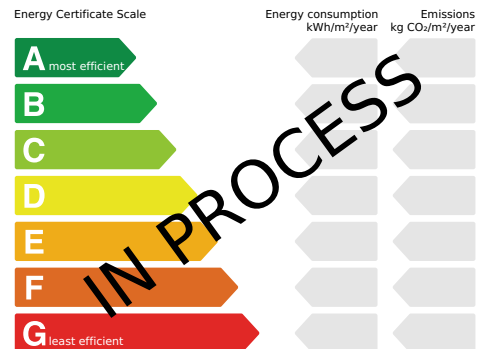 Energy Certificate Scale
Energy consumption
kWh/m²/year
Emissions
kg CO₂/m²/year
A most efficient
B
C
D
E
F
G least efficient
IN PROCESS